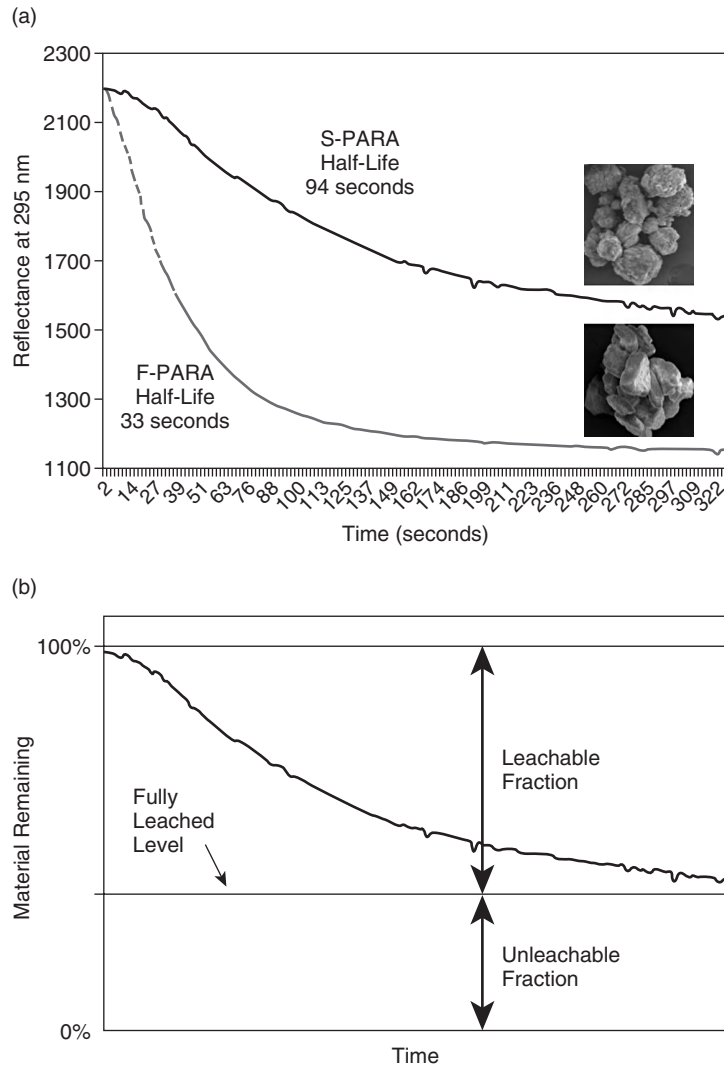 (a)
2300
2100
1900
1700
1500
1300
1100
Reflectance at 295 nm
S-PARA
Half-Life
94 seconds
F-PARA
Half-Life
33 seconds
2 14 27 39 51 63 76 88 100 113 125 137 149 162 174 186 199 211 223 236 248 260 272 285 297 309 322
Time (seconds)
(b)
100%
0%
Material Remaining
Fully
Leached
Level
Leachable
Fraction
Unleachable
Fraction
Time